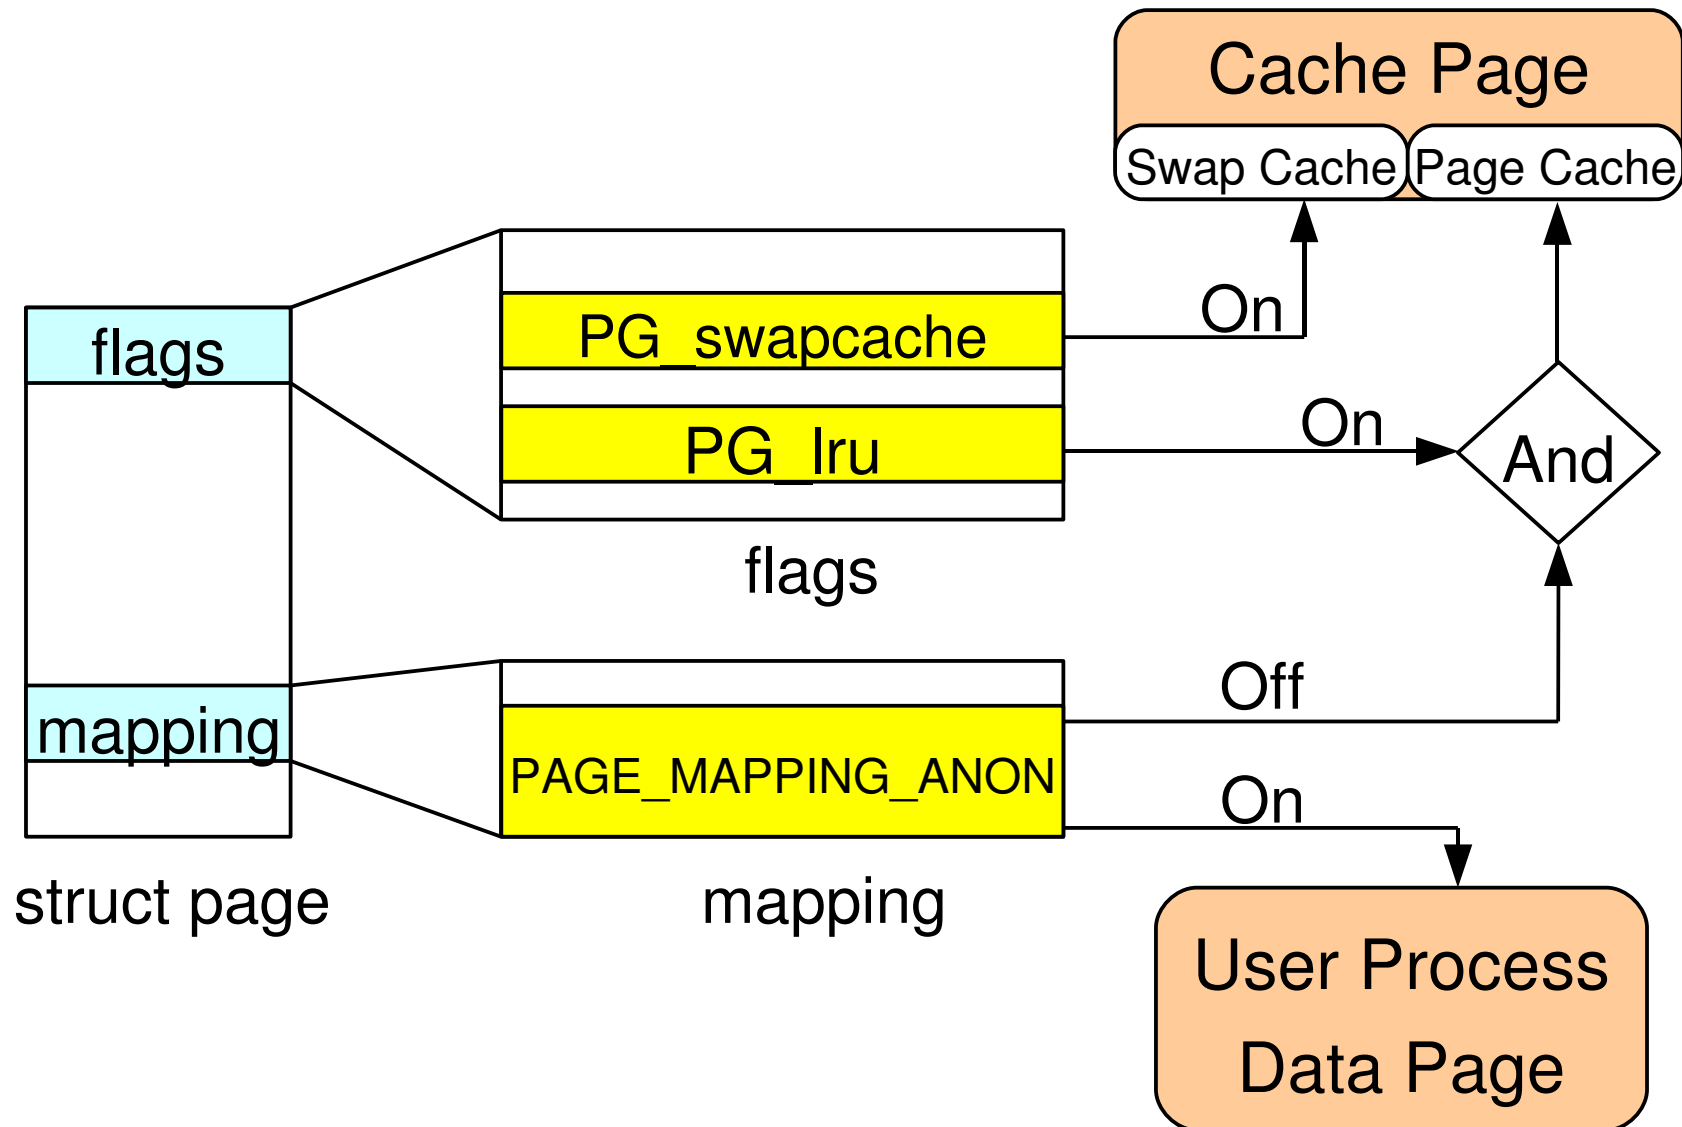 Cache Page
Swap Cache
Page Cache
flags
PG_swapcache
On
PG_lru
On
And
flags
mapping
PAGE_MAPPING_ANON
Off
On
struct page
mapping
User Process
Data Page